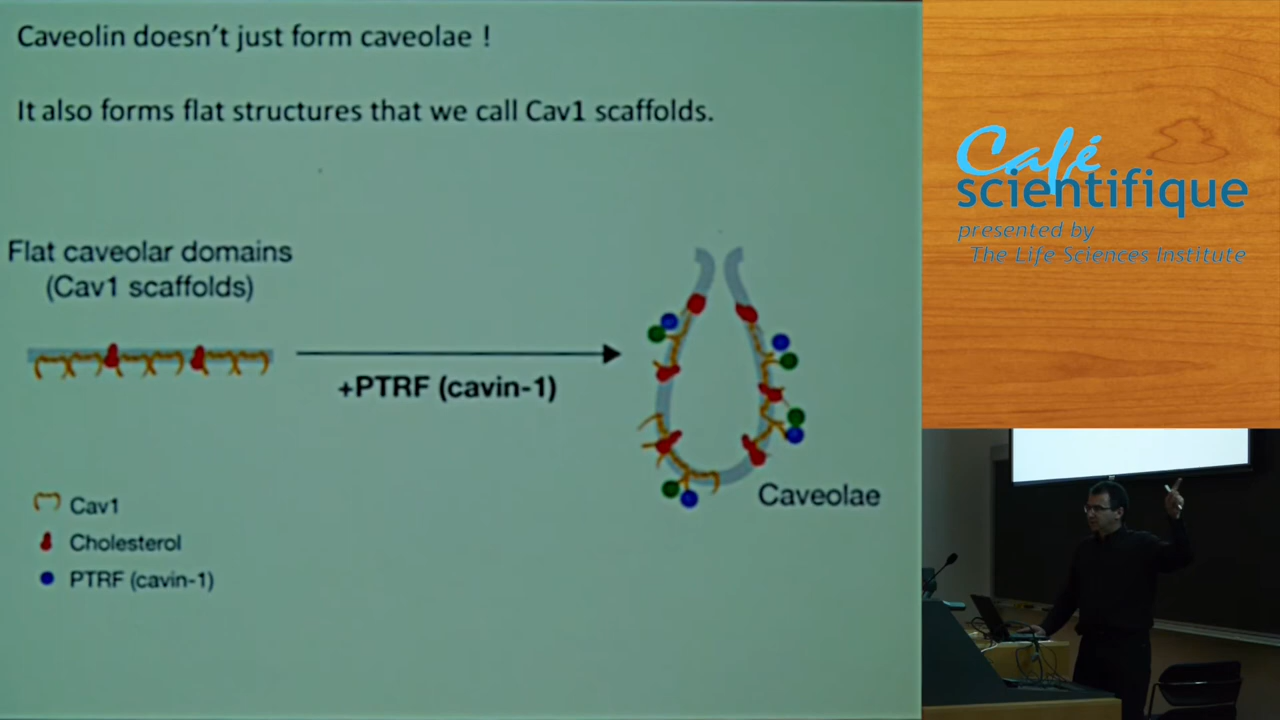 Caveolin doesn't just form caveolae !
It also forms flat structures that we call Cav1 scaffolds.
Flat caveolar domains
(Cav1 scaffolds)
+PTRF (cavin-1)
Caveolae
Cav1
Cholesterol
PTRF (cavin-1)
Café
scientifique
presented by
The Life Sciences Institute